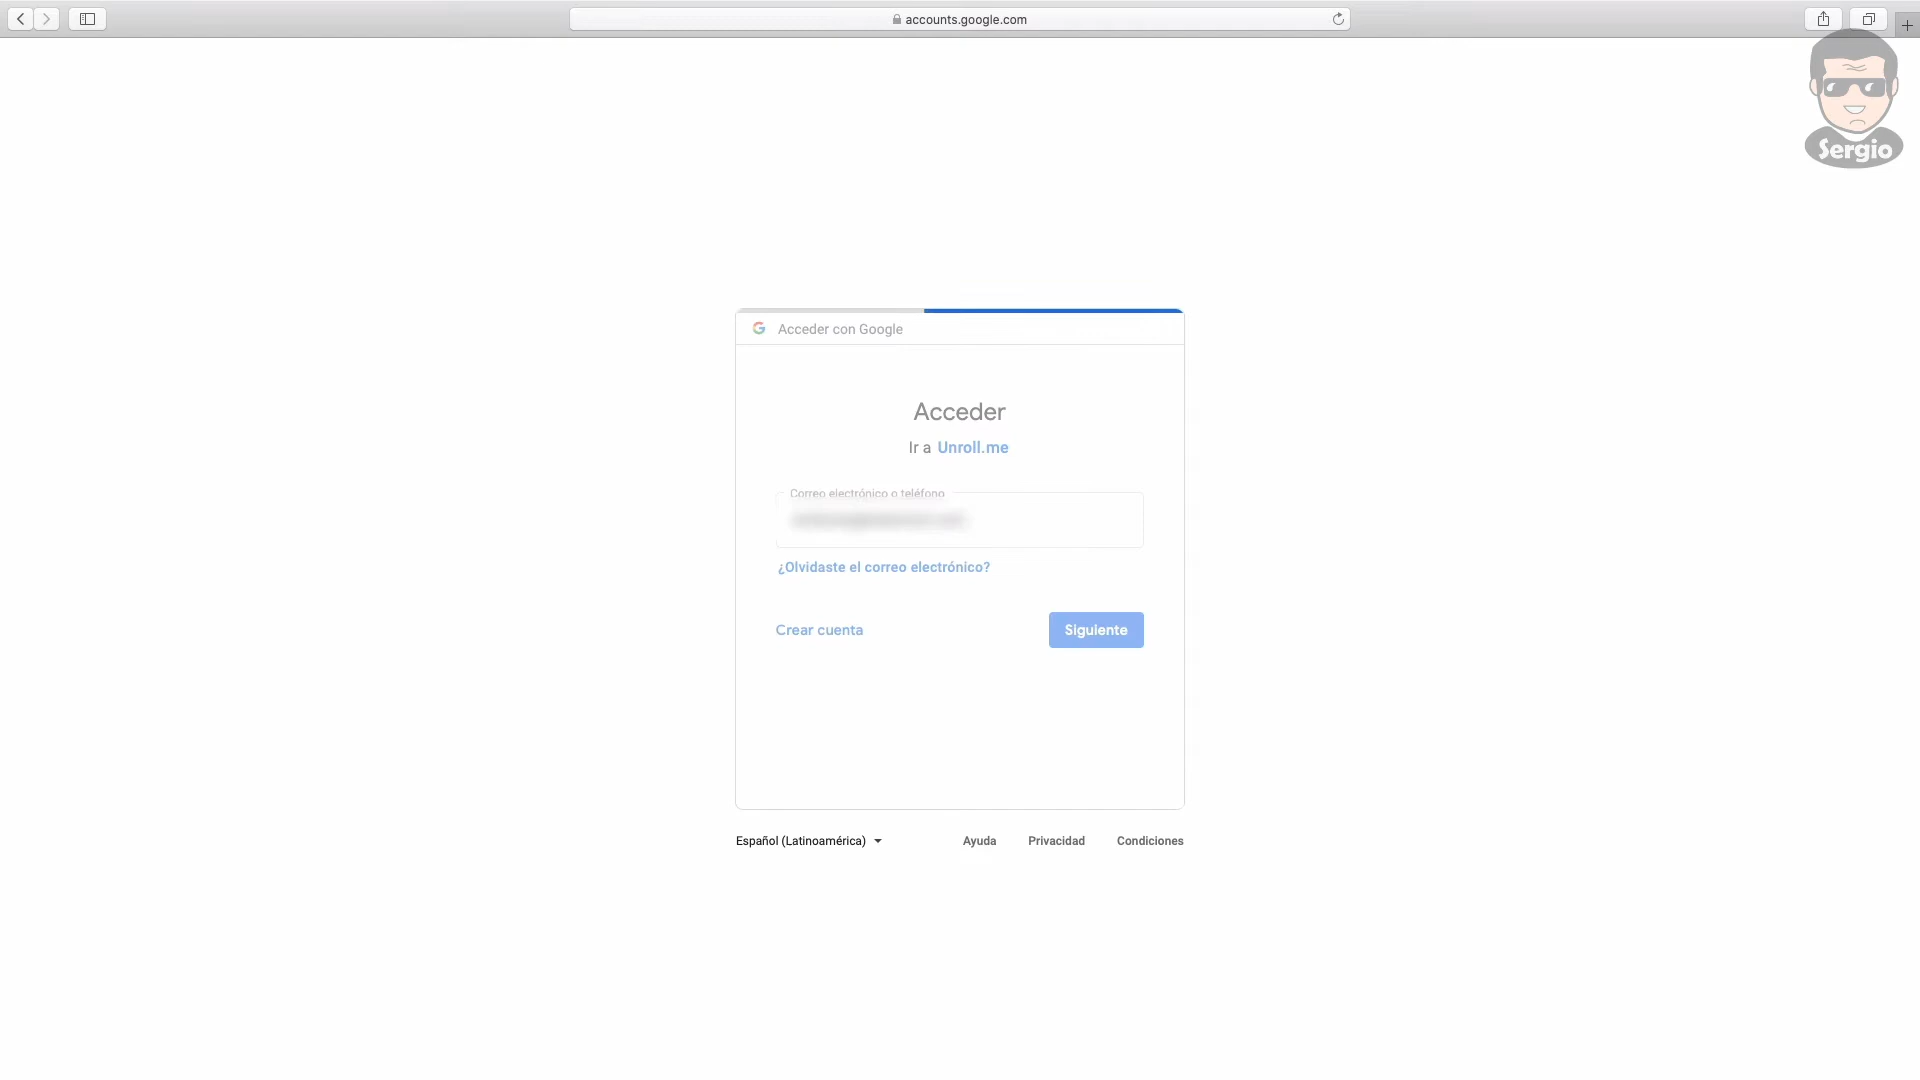 accounts.google.com
Sergio
Acceder con Google
Acceder
Ir a Unroll.me
Correo electrónico o teléfono
¿Olvidaste el correo electrónico?
Crear cuenta
Siguiente
Español (Latinoamérica)
Ayuda
Privacidad
Condiciones